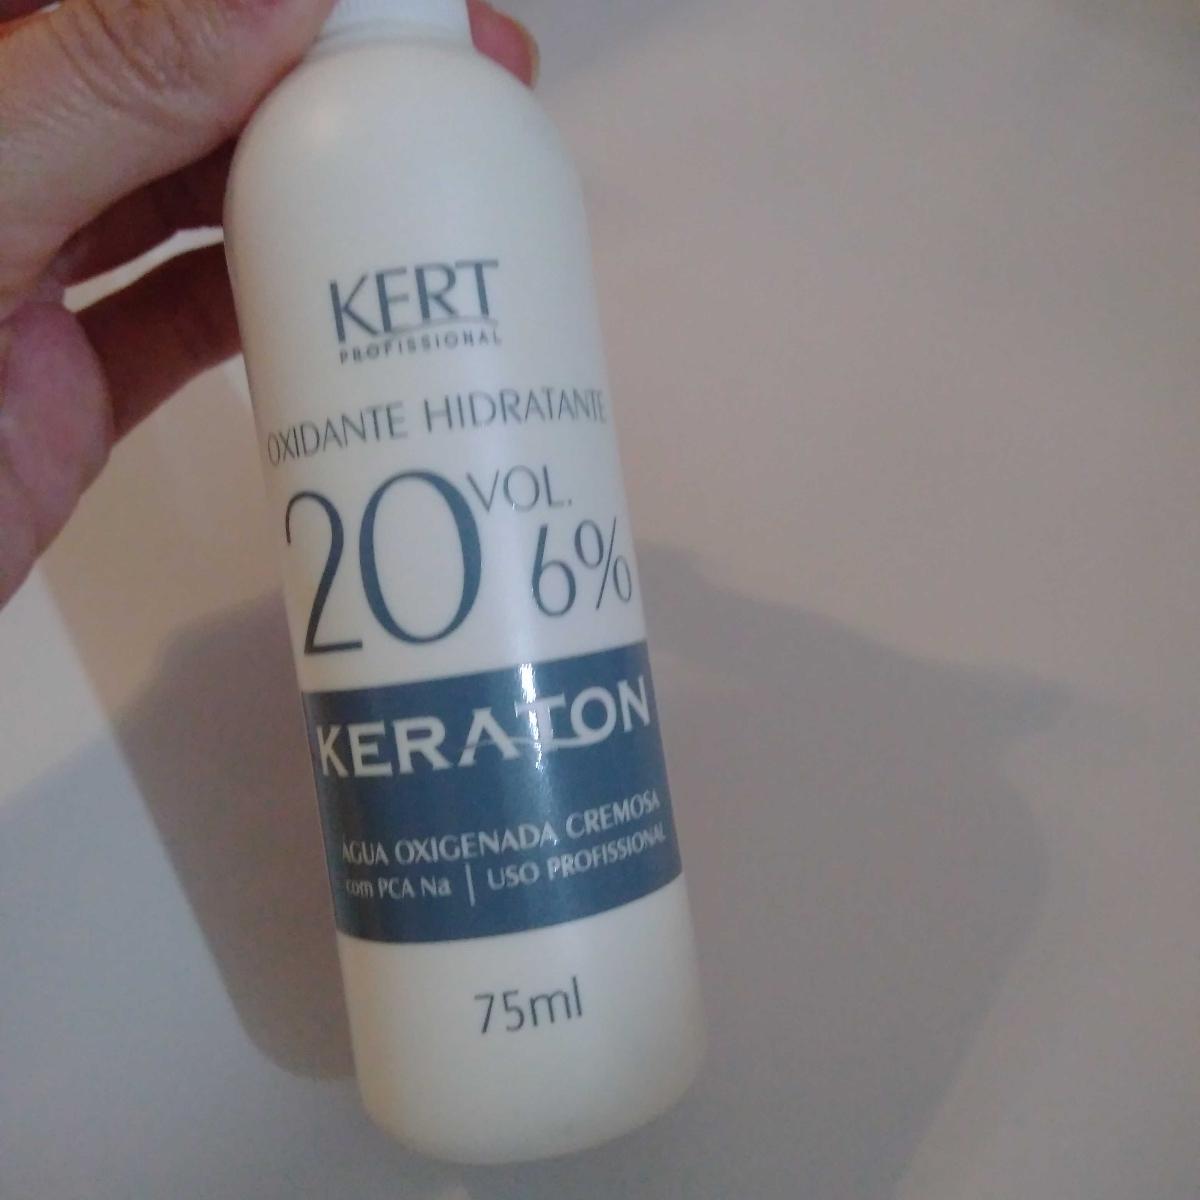 KERT
PROFISSIONAL
OXIDANTE HIDRATANTE
20 VOL. 6%
KERATON
ÁGUA OXIGENADA CREMOSA
com PCA Na | USO PROFISSIONAL
75ml